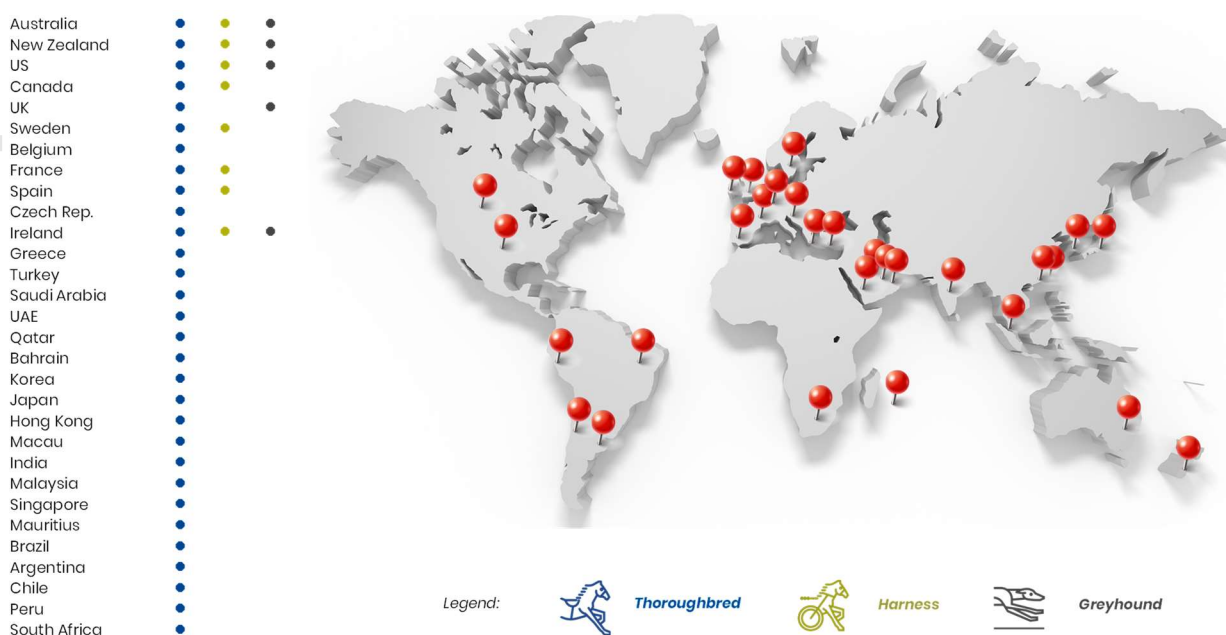 Australia
New Zealand
US
Canada
UK
Sweden
Belgium
France
Spain
Czech Rep.
Ireland
Greece
Turkey
Saudi Arabia
UAE
Qatar
Bahrain
Korea
Japan
Hong Kong
Macau
India
Malaysia
Singapore
Mauritius
Brazil
Argentina
Chile
Peru
South Africa
Legend: Thoroughbred Harness Greyhound